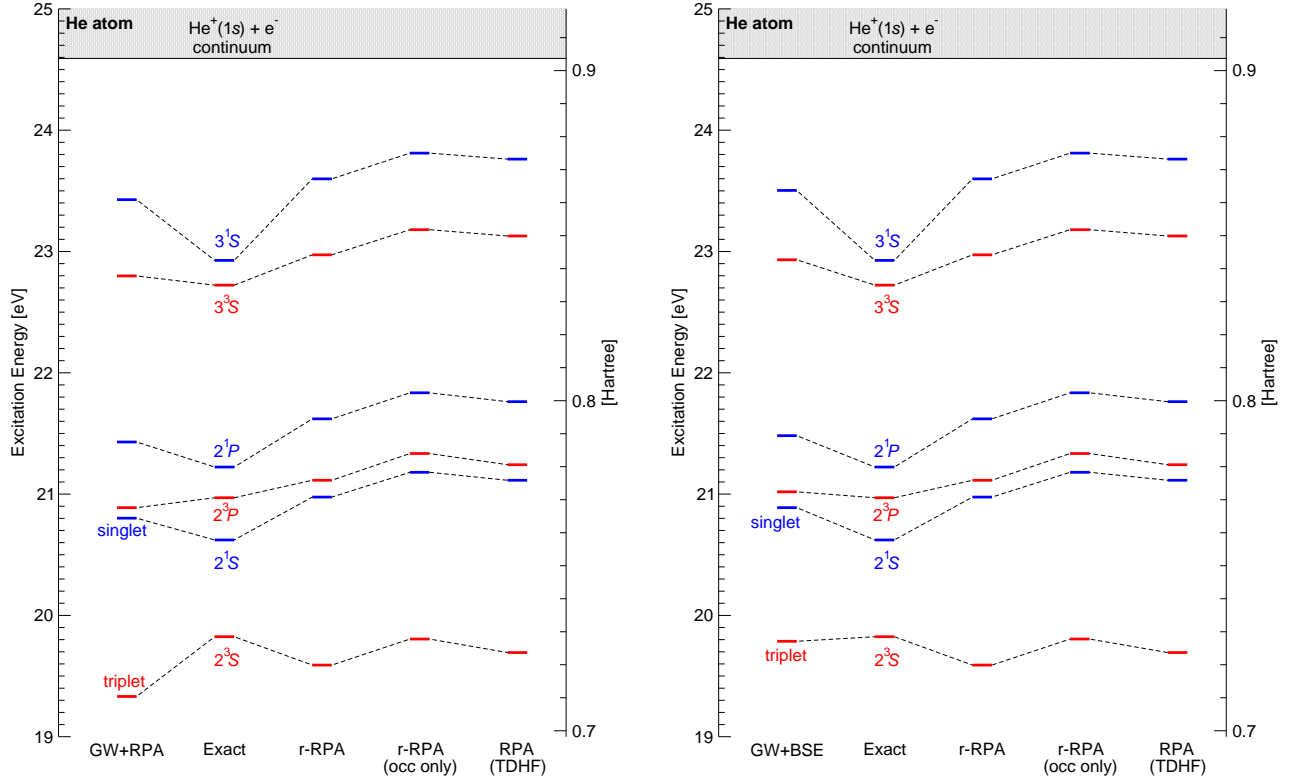 25
24
23
22
21
20
19
Excitation Energy [eV]
He atom
He⁺(1s) + e⁻
continuum
0.9
0.8
0.7
[Hartree]
3¹S
3³S
2¹P
2³P
singlet
2¹S
triplet
2³S
GW+RPA
Exact
r-RPA
r-RPA
(occ only)
RPA
(TDHF)
25
24
23
22
21
20
19
Excitation Energy [eV]
He atom
He⁺(1s) + e⁻
continuum
0.9
0.8
0.7
[Hartree]
3¹S
3³S
2¹P
2³P
singlet
2¹S
triplet
2³S
GW+BSE
Exact
r-RPA
r-RPA
(occ only)
RPA
(TDHF)